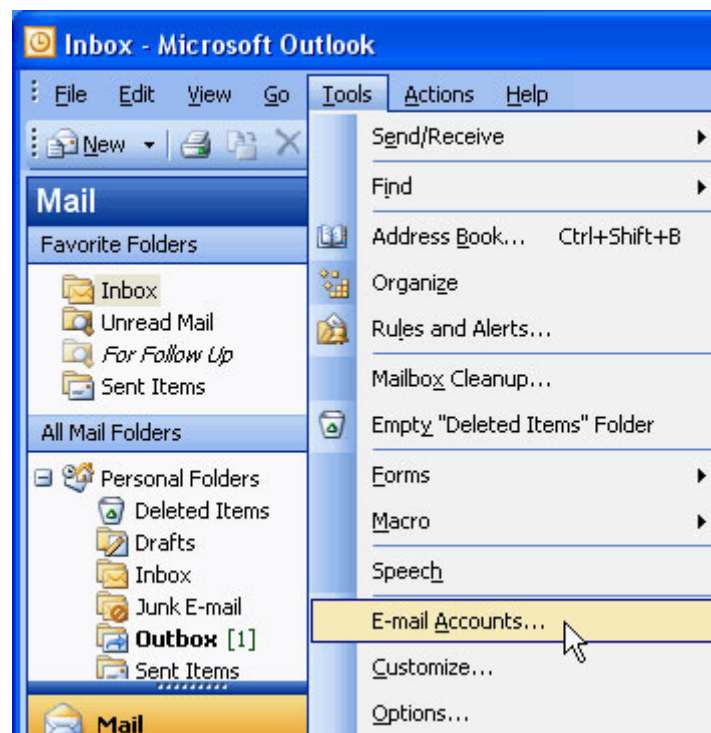 Inbox - Microsoft Outlook
File Edit View Go Tools Actions Help
New
Mail
Favorite Folders
Inbox
Unread Mail
For Follow Up
Sent Items
All Mail Folders
Personal Folders
Deleted Items
Drafts
Inbox
Junk E-mail
Outbox [1]
Sent Items
Mail
Send/Receive
Find
Address Book... Ctrl+Shift+B
Organize
Rules and Alerts...
Mailbox Cleanup...
Empty "Deleted Items" Folder
Forms
Macro
Speech
E-mail Accounts...
Customize...
Options...